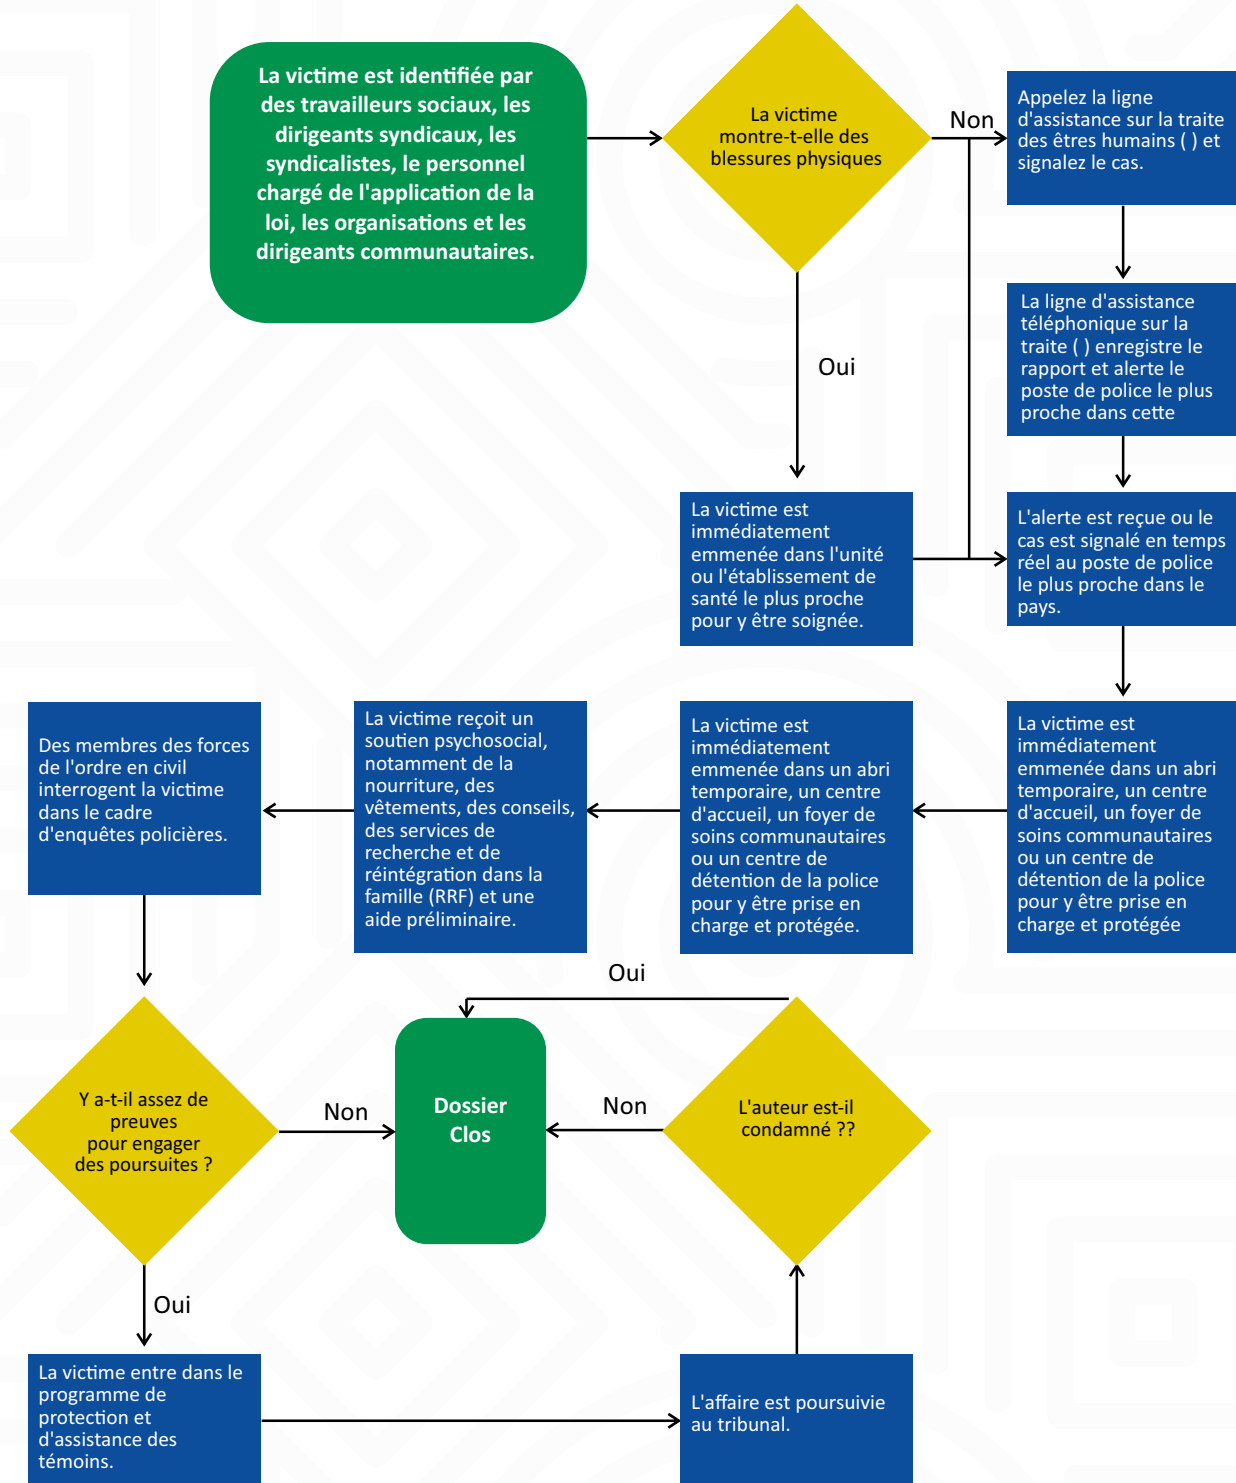 La victime est identifiée par
des travailleurs sociaux, les
dirigeants syndicaux, les
syndicalistes, le personnel
chargé de l'application de la
loi, les organisations et les
dirigeants communautaires.
La victime
montre-t-elle des
blessures physiques
Non
Appelez la ligne
d'assistance sur la traite
des êtres humains ( ) et
signalez le cas.
La ligne d'assistance
téléphonique sur la
traite ( ) enregistre le
rapport et alerte le
poste de police le plus
proche dans cette
Oui
La victime est
immédiatement
emmenée dans l'unité
ou l'établissement de
santé le plus proche
pour y être soignée.
L'alerte est reçue ou le
cas est signalé en temps
réel au poste de police
le plus proche dans le
pays.
La victime est
immédiatement
emmenée dans un abri
temporaire, un centre
d'accueil, un foyer de
soins communautaires
ou un centre de
détention de la police
pour y être prise en
charge et protégée
La victime est
immédiatement
emmenée dans un abri
temporaire, un centre
d'accueil, un foyer de
soins communautaires
ou un centre de
détention de la police
pour y être prise en
charge et protégée.
La victime reçoit un
soutien psychosocial,
notamment de la
nourriture, des
vêtements, des conseils,
des services de
recherche et de
réintégration dans la
famille (RRF) et une
aide préliminaire.
Des membres des forces
de l'ordre en civil
interrogent la victime
dans le cadre
d'enquêtes policières.
Y a-t-il assez de
preuves
pour engager
des poursuites ?
Non
Dossier
Clos
Oui
Non
L'auteur est-il
condamné ??
Oui
La victime entre dans le
programme de
protection et
d'assistance des
témoins.
L'affaire est poursuivie
au tribunal.